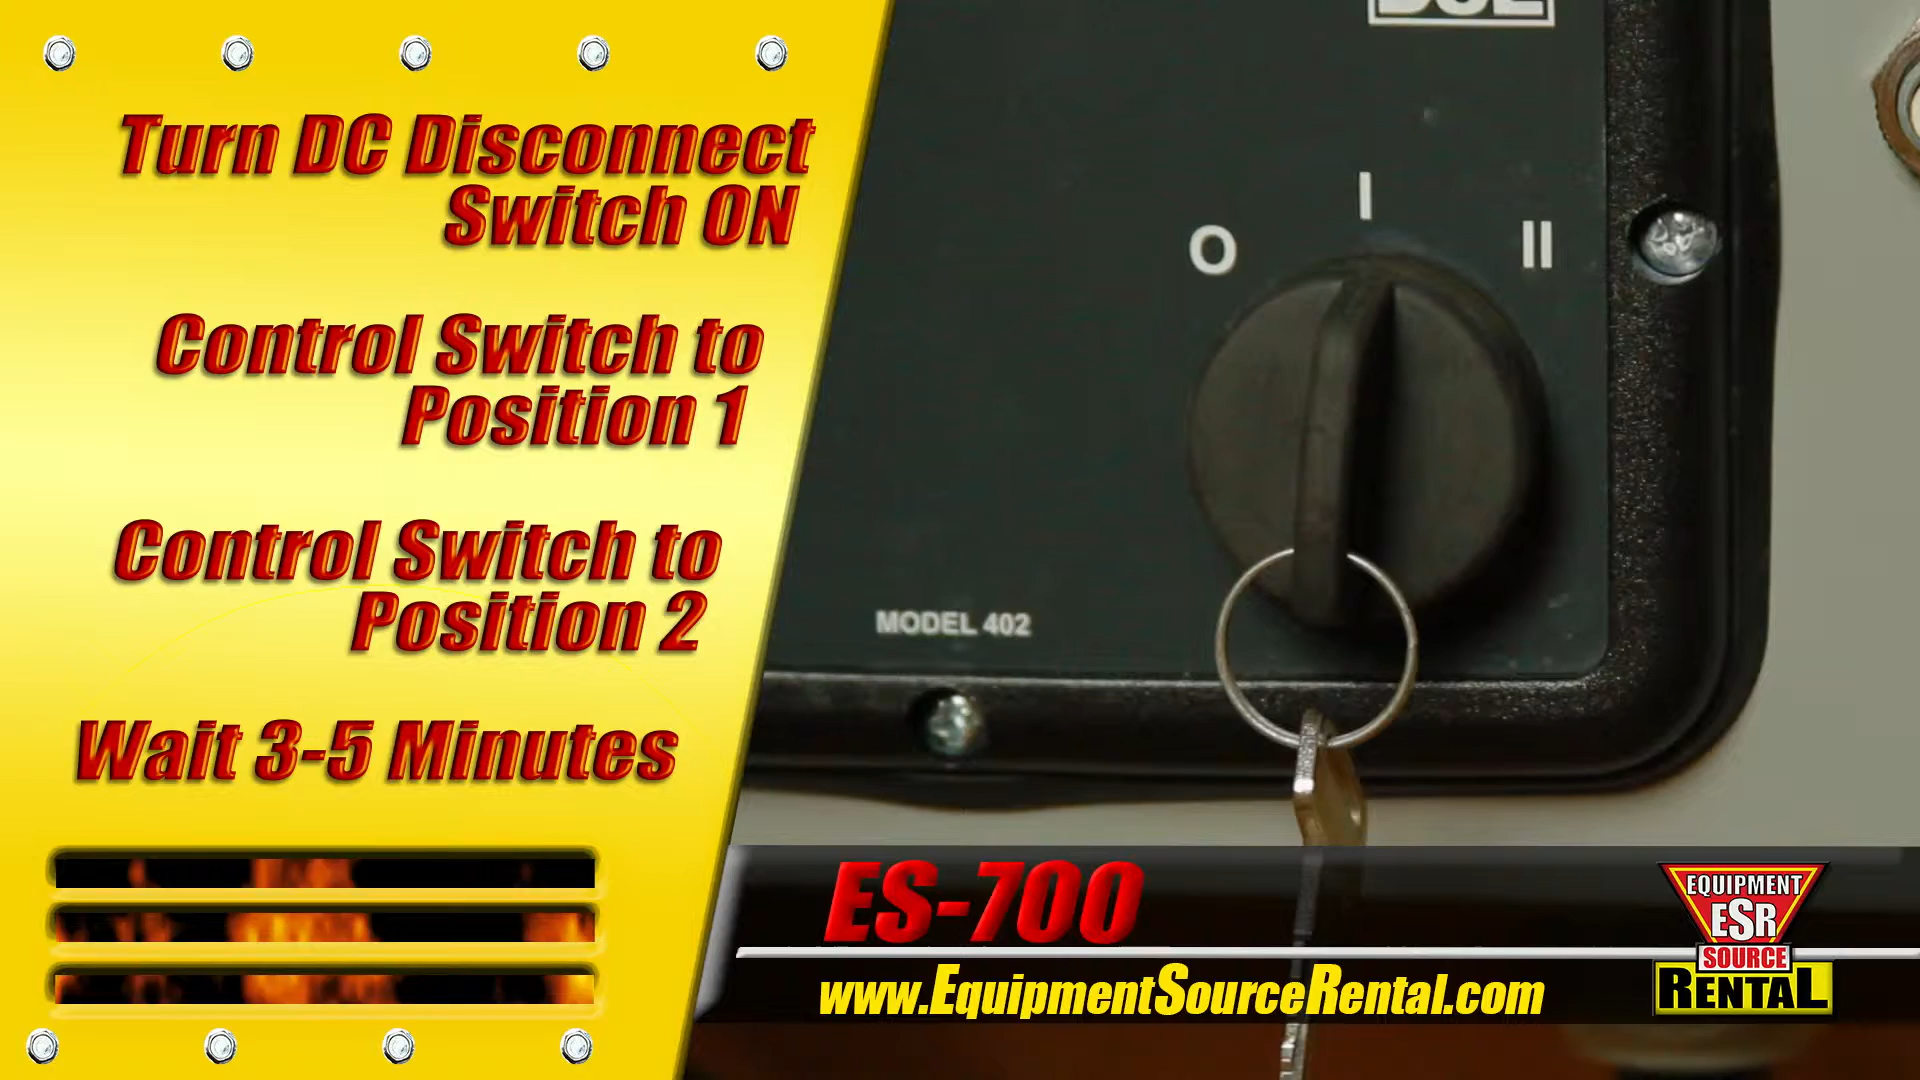 Turn DC Disconnect
Switch ON
Control Switch to
Position 1
Control Switch to
Position 2
Wait 3-5 Minutes
O
I
II
MODEL 402
ES-700
www.EquipmentSourceRental.com
EQUIPMENT
ESR
SOURCE
RENTAL